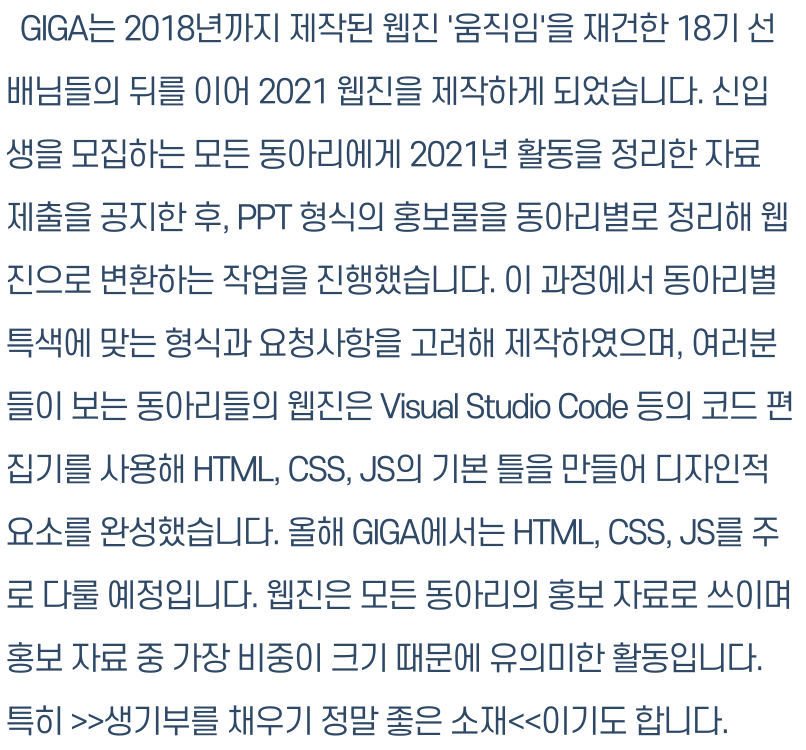 GIGA는 2018년까지 제작된 웹진 '움직임'을 재건한 18기 선
배님들의 뒤를 이어 2021 웹진을 제작하게 되었습니다. 신입
생을 모집하는 모든 동아리에게 2021년 활동을 정리한 자료
제출을 공지한 후, PPT 형식의 홍보물을 동아리별로 정리해 웹
진으로 변환하는 작업을 진행했습니다. 이 과정에서 동아리별
특색에 맞는 형식과 요청사항을 고려해 제작하였으며, 여러분
들이 보는 동아리들의 웹진은 Visual Studio Code 등의 코드 편
집기를 사용해 HTML, CSS, JS의 기본 틀을 만들어 디자인적
요소를 완성했습니다. 올해 GIGA에서는 HTML, CSS, JS를 주
로 다룰 예정입니다. 웹진은 모든 동아리의 홍보 자료로 쓰이며
홍보 자료 중 가장 비중이 크기 때문에 유의미한 활동입니다.
특히 >>생기부를 채우기 정말 좋은 소재<<이기도 합니다.